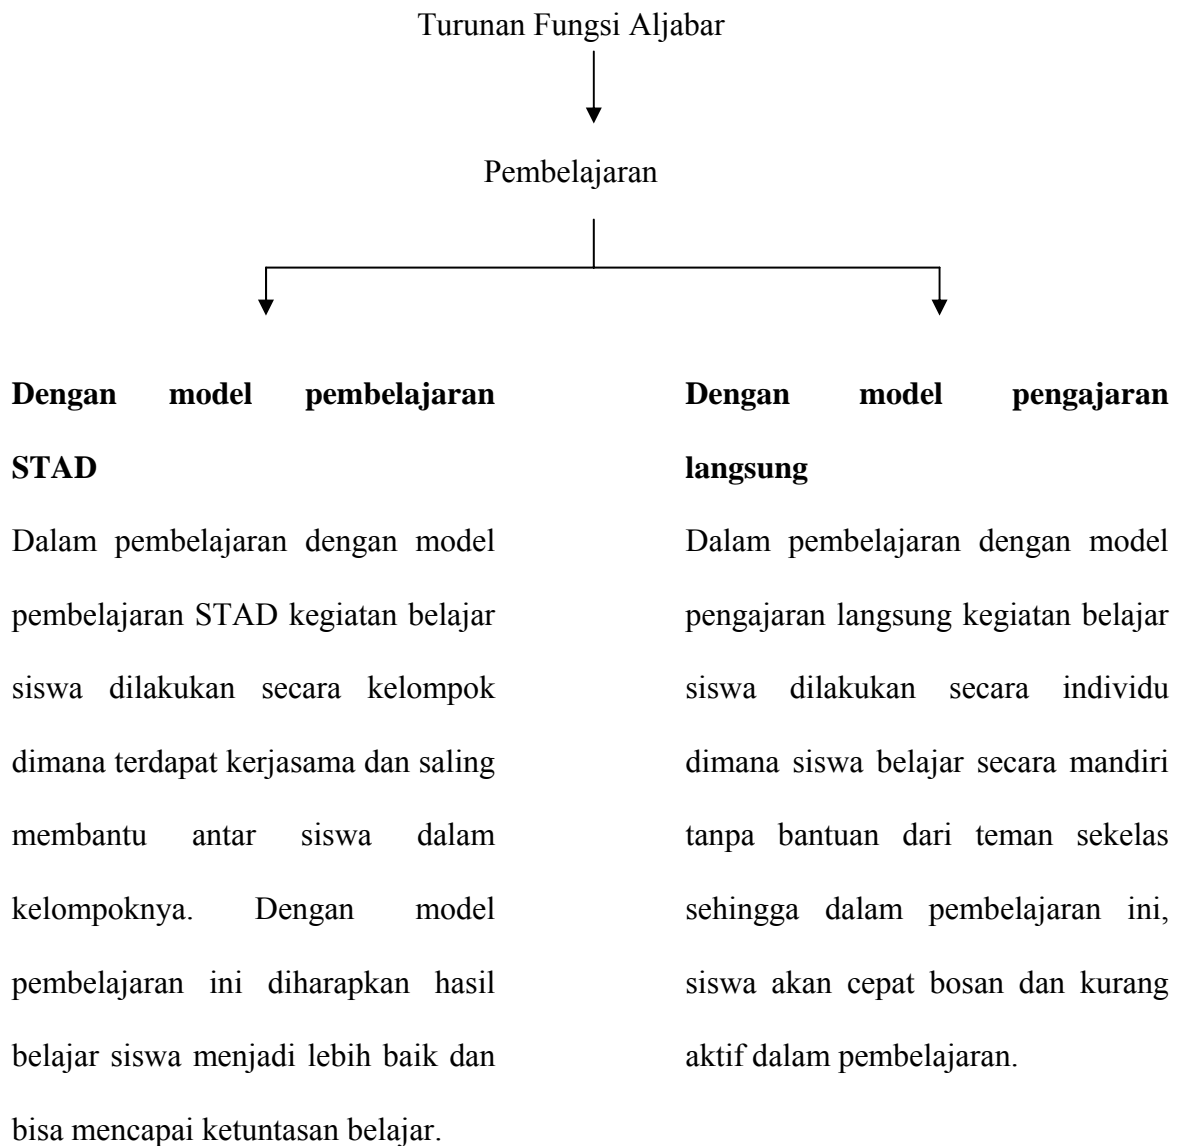 Turunan Fungsi Aljabar
Pembelajaran
Dengan model pembelajaran
STAD
Dalam pembelajaran dengan model
pembelajaran STAD kegiatan belajar
siswa dilakukan secara kelompok
dimana terdapat kerjasama dan saling
membantu antar siswa dalam
kelompoknya. Dengan model
pembelajaran ini diharapkan hasil
belajar siswa menjadi lebih baik dan
bisa mencapai ketuntasan belajar.
Dengan model pengajaran
langsung
Dalam pembelajaran dengan model
pengajaran langsung kegiatan belajar
siswa dilakukan secara individu
dimana siswa belajar secara mandiri
tanpa bantuan dari teman sekelas
sehingga dalam pembelajaran ini,
siswa akan cepat bosan dan kurang
aktif dalam pembelajaran.